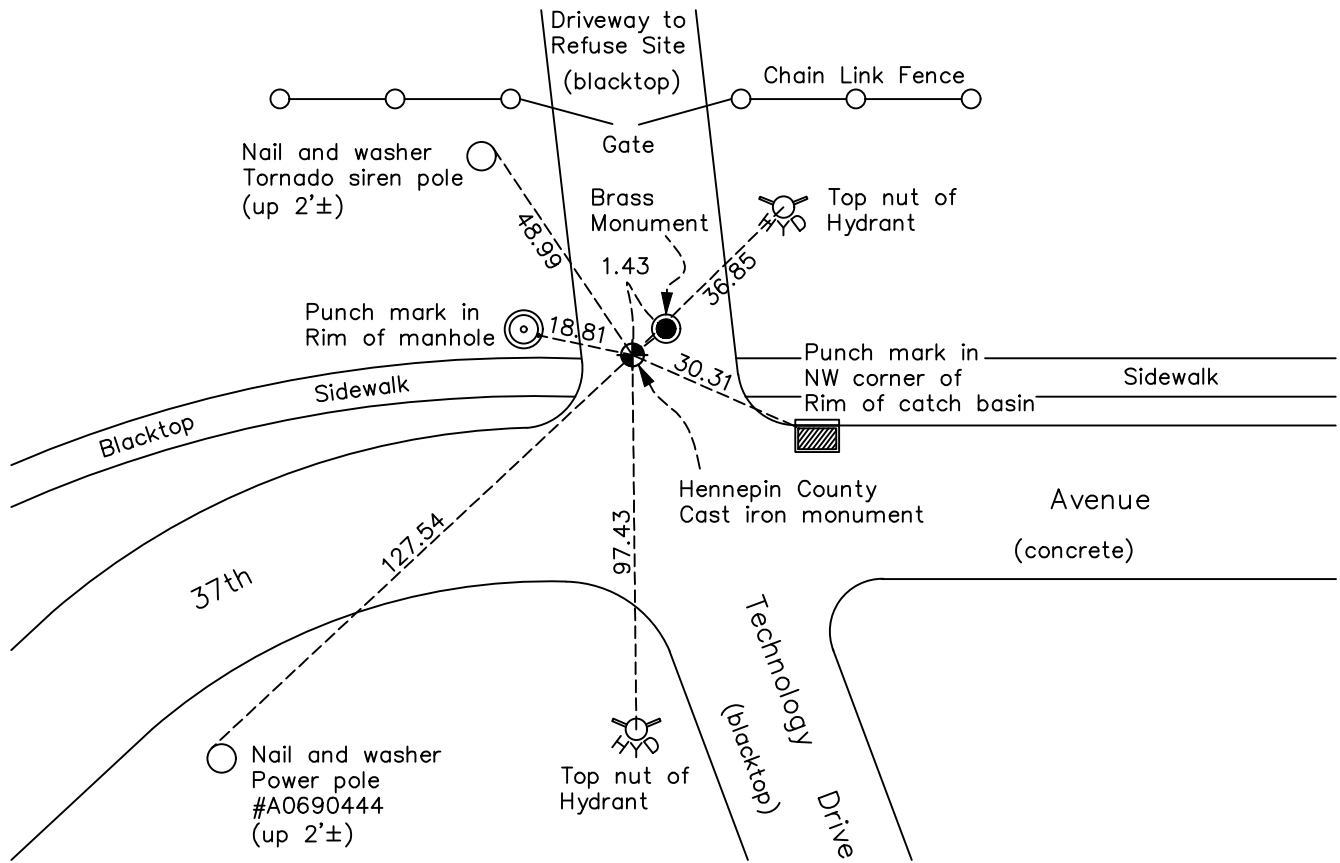 Driveway to
Refuse Site
(blacktop)
Chain Link Fence
Gate
Nail and washer
Tornado siren pole
(up 2'±)
Brass
Monument
HYD
Top nut of
Hydrant
48.99
1.43
36.85
Punch mark in
Rim of manhole
18.81
30.31
Punch mark in
NW corner of
Rim of catch basin
Sidewalk
Blacktop
Sidewalk
Hennepin County
Cast iron monument
Avenue
(concrete)
127.54
97.43
37th
Technology Drive
(blacktop)
HYD
Top nut of
Hydrant
Nail and washer
Power pole
#A0690444
(up 2'±)